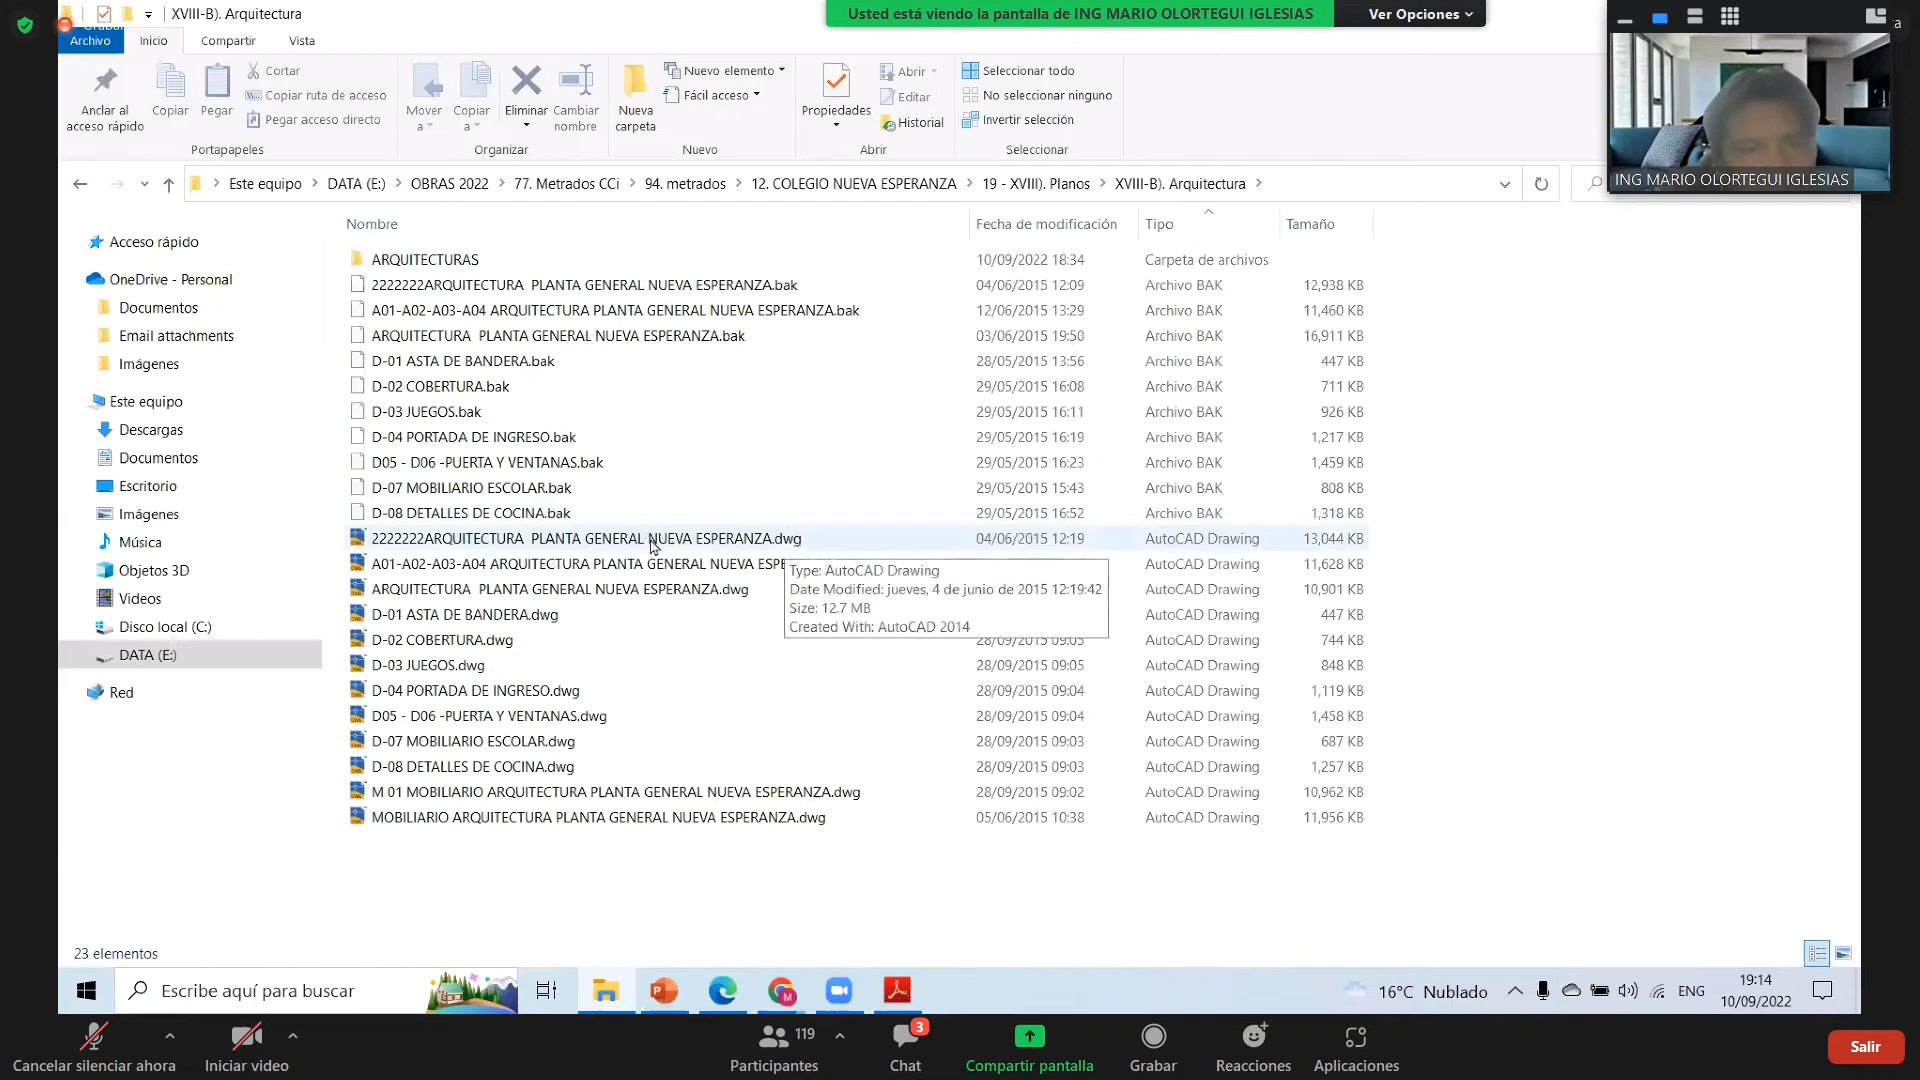 XVIII-B). Arquitectura
Usted está viendo la pantalla de ING MARIO OLORTEGUI IGLESIAS
Ver Opciones
Archivo
Inicio
Compartir
Vista
Anclar al
acceso rápido
Copiar
Pegar
Cortar
Copiar ruta de acceso
Pegar acceso directo
Portapapeles
Mover
a
Copiar
a
Eliminar
Cambiar
nombre
Organizar
Nueva
carpeta
Nuevo elemento
Fácil acceso
Nuevo
Propiedades
Abrir
Editar
Historial
Abrir
Seleccionar todo
No seleccionar ninguno
Invertir selección
Seleccionar
ING MARIO OLORTEGUI IGLESIAS
Este equipo > DATA (E:) > OBRAS 2022 > 77. Metrados CCi > 94. metrados > 12. COLEGIO NUEVA ESPERANZA > 19 - XVIII). Planos > XVIII-B). Arquitectura >
Nombre Fecha de modificación Tipo Tamaño
Acceso rápido
OneDrive - Personal
Documentos
Email attachments
Imágenes
Este equipo
Descargas
Documentos
Escritorio
Imágenes
Música
Objetos 3D
Videos
Disco local (C:)
DATA (E:)
Red
ARQUITECTURAS 10/09/2022 18:34 Carpeta de archivos
2222222ARQUITECTURA  PLANTA GENERAL NUEVA ESPERANZA.bak 04/06/2015 12:09 Archivo BAK 12,938 KB
A01-A02-A03-A04 ARQUITECTURA PLANTA GENERAL NUEVA ESPERANZA.bak 12/06/2015 13:29 Archivo BAK 11,460 KB
ARQUITECTURA  PLANTA GENERAL NUEVA ESPERANZA.bak 03/06/2015 19:50 Archivo BAK 16,911 KB
D-01 ASTA DE BANDERA.bak 28/05/2015 13:56 Archivo BAK 447 KB
D-02 COBERTURA.bak 29/05/2015 16:08 Archivo BAK 711 KB
D-03 JUEGOS.bak 29/05/2015 16:11 Archivo BAK 926 KB
D-04 PORTADA DE INGRESO.bak 29/05/2015 16:19 Archivo BAK 1,217 KB
D05 - D06 -PUERTA Y VENTANAS.bak 29/05/2015 16:23 Archivo BAK 1,459 KB
D-07 MOBILIARIO ESCOLAR.bak 29/05/2015 15:43 Archivo BAK 808 KB
D-08 DETALLES DE COCINA.bak 29/05/2015 16:52 Archivo BAK 1,318 KB
2222222ARQUITECTURA  PLANTA GENERAL NUEVA ESPERANZA.dwg 04/06/2015 12:19 AutoCAD Drawing 13,044 KB
A01-A02-A03-A04 ARQUITECTURA PLANTA GENERAL NUEVA ESPE AutoCAD Drawing 11,628 KB
ARQUITECTURA  PLANTA GENERAL NUEVA ESPERANZA.dwg AutoCAD Drawing 10,901 KB
D-01 ASTA DE BANDERA.dwg AutoCAD Drawing 447 KB
D-02 COBERTURA.dwg 28/09/2015 09:05 AutoCAD Drawing 744 KB
D-03 JUEGOS.dwg 28/09/2015 09:05 AutoCAD Drawing 848 KB
D-04 PORTADA DE INGRESO.dwg 28/09/2015 09:04 AutoCAD Drawing 1,119 KB
D05 - D06 -PUERTA Y VENTANAS.dwg 28/09/2015 09:04 AutoCAD Drawing 1,458 KB
D-07 MOBILIARIO ESCOLAR.dwg 28/09/2015 09:03 AutoCAD Drawing 687 KB
D-08 DETALLES DE COCINA.dwg 28/09/2015 09:03 AutoCAD Drawing 1,257 KB
M 01 MOBILIARIO ARQUITECTURA PLANTA GENERAL NUEVA ESPERANZA.dwg 28/09/2015 09:02 AutoCAD Drawing 10,962 KB
MOBILIARIO ARQUITECTURA PLANTA GENERAL NUEVA ESPERANZA.dwg 05/06/2015 10:38 AutoCAD Drawing 11,956 KB
Type: AutoCAD Drawing
Date Modified: jueves, 4 de junio de 2015 12:19:42
Size: 12.7 MB
Created With: AutoCAD 2014
23 elementos
Escribe aquí para buscar
16°C Nublado
ENG
19:14
10/09/2022
Cancelar silenciar ahora
Iniciar video
119
Participantes
3
Chat
Compartir pantalla
Grabar
Reacciones
Aplicaciones
Salir